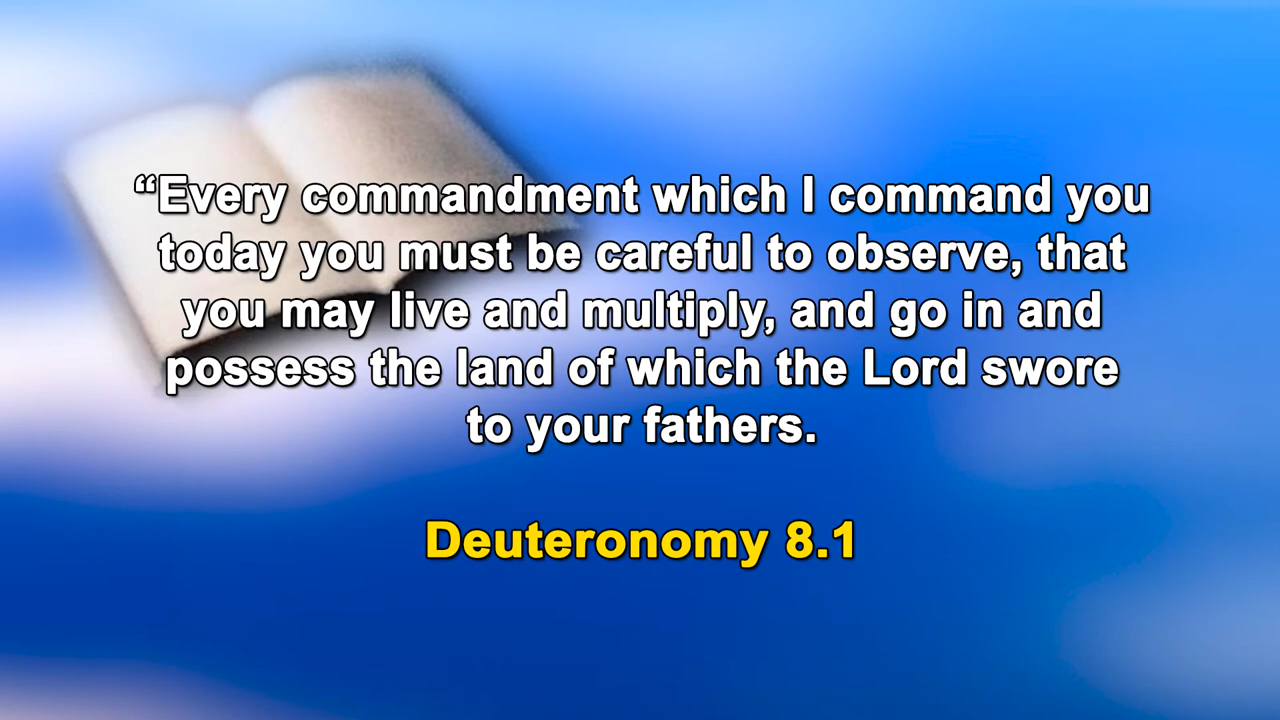 “Every commandment which I command you
today you must be careful to observe, that
you may live and multiply, and go in and
possess the land of which the Lord swore
to your fathers.
Deuteronomy 8.1